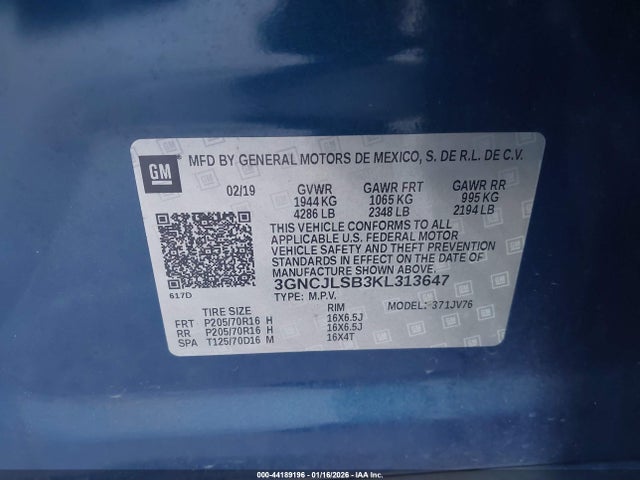 GM
MFD BY GENERAL MOTORS DE MEXICO, S. DE R.L. DE C.V.
02/19 GVWR GAWR FRT GAWR RR
1944 KG 1065 KG 995 KG
4286 LB 2348 LB 2194 LB
THIS VEHICLE CONFORMS TO ALL
APPLICABLE U.S. FEDERAL MOTOR
VEHICLE SAFETY AND THEFT PREVENTION
STANDARDS IN EFFECT ON THE DATE OF
MANUFACTURE SHOWN ABOVE.
3GNCJLSB3KL313647
617D TYPE: M.P.V. MODEL: 371JV76
TIRE SIZE RIM
FRT P205/70R16 H 16X6.5J
RR P205/70R16 H 16X6.5J
SPA T125/70D16 M 16X4T
000-44189196 - 01/16/2026 - IAA Inc.